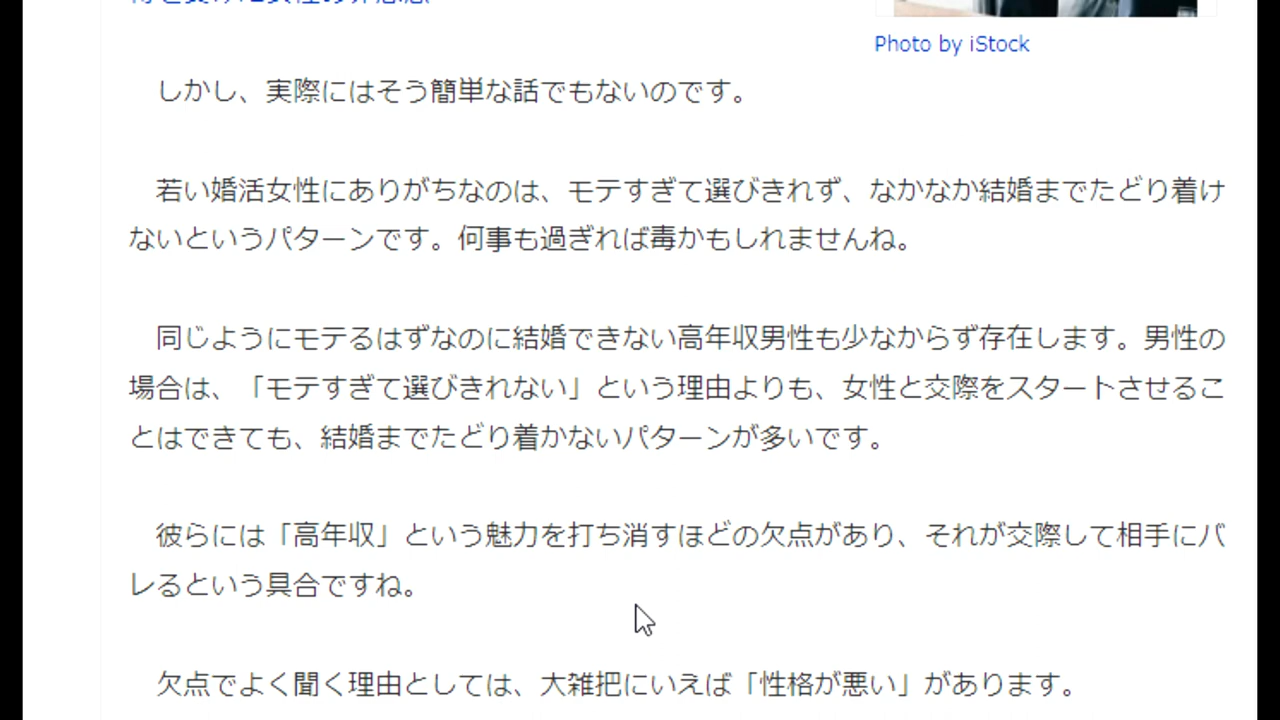 Photo by iStock
しかし、実際にはそう簡単な話でもないのです。
若い婚活女性にありがちなのは、モテすぎて選びきれず、なかなか結婚までたどり着け
ないというパターンです。何事も過ぎれば毒かもしれませんね。
同じようにモテるはずなのに結婚できない高年収男性も少なからず存在します。男性の
場合は、「モテすぎて選びきれない」という理由よりも、女性と交際をスタートさせるこ
とはできても、結婚までたどり着かないパターンが多いです。
彼らには「高年収」という魅力を打ち消すほどの欠点があり、それが交際して相手にバ
レるという具合ですね。
欠点でよく聞く理由としては、大雑把にいえば「性格が悪い」があります。